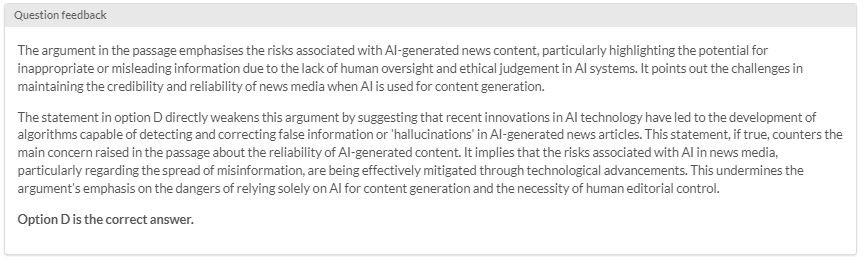 Question feedback
The argument in the passage emphasises the risks associated with AI-generated news content, particularly highlighting the potential for
inappropriate or misleading information due to the lack of human oversight and ethical judgement in AI systems. It points out the challenges in
maintaining the credibility and reliability of news media when AI is used for content generation.
The statement in option D directly weakens this argument by suggesting that recent innovations in AI technology have led to the development of
algorithms capable of detecting and correcting false information or 'hallucinations' in AI-generated news articles. This statement, if true, counters the
main concern raised in the passage about the reliability of AI-generated content. It implies that the risks associated with AI in news media,
particularly regarding the spread of misinformation, are being effectively mitigated through technological advancements. This undermines the
argument's emphasis on the dangers of relying solely on AI for content generation and the necessity of human editorial control.
Option D is the correct answer.